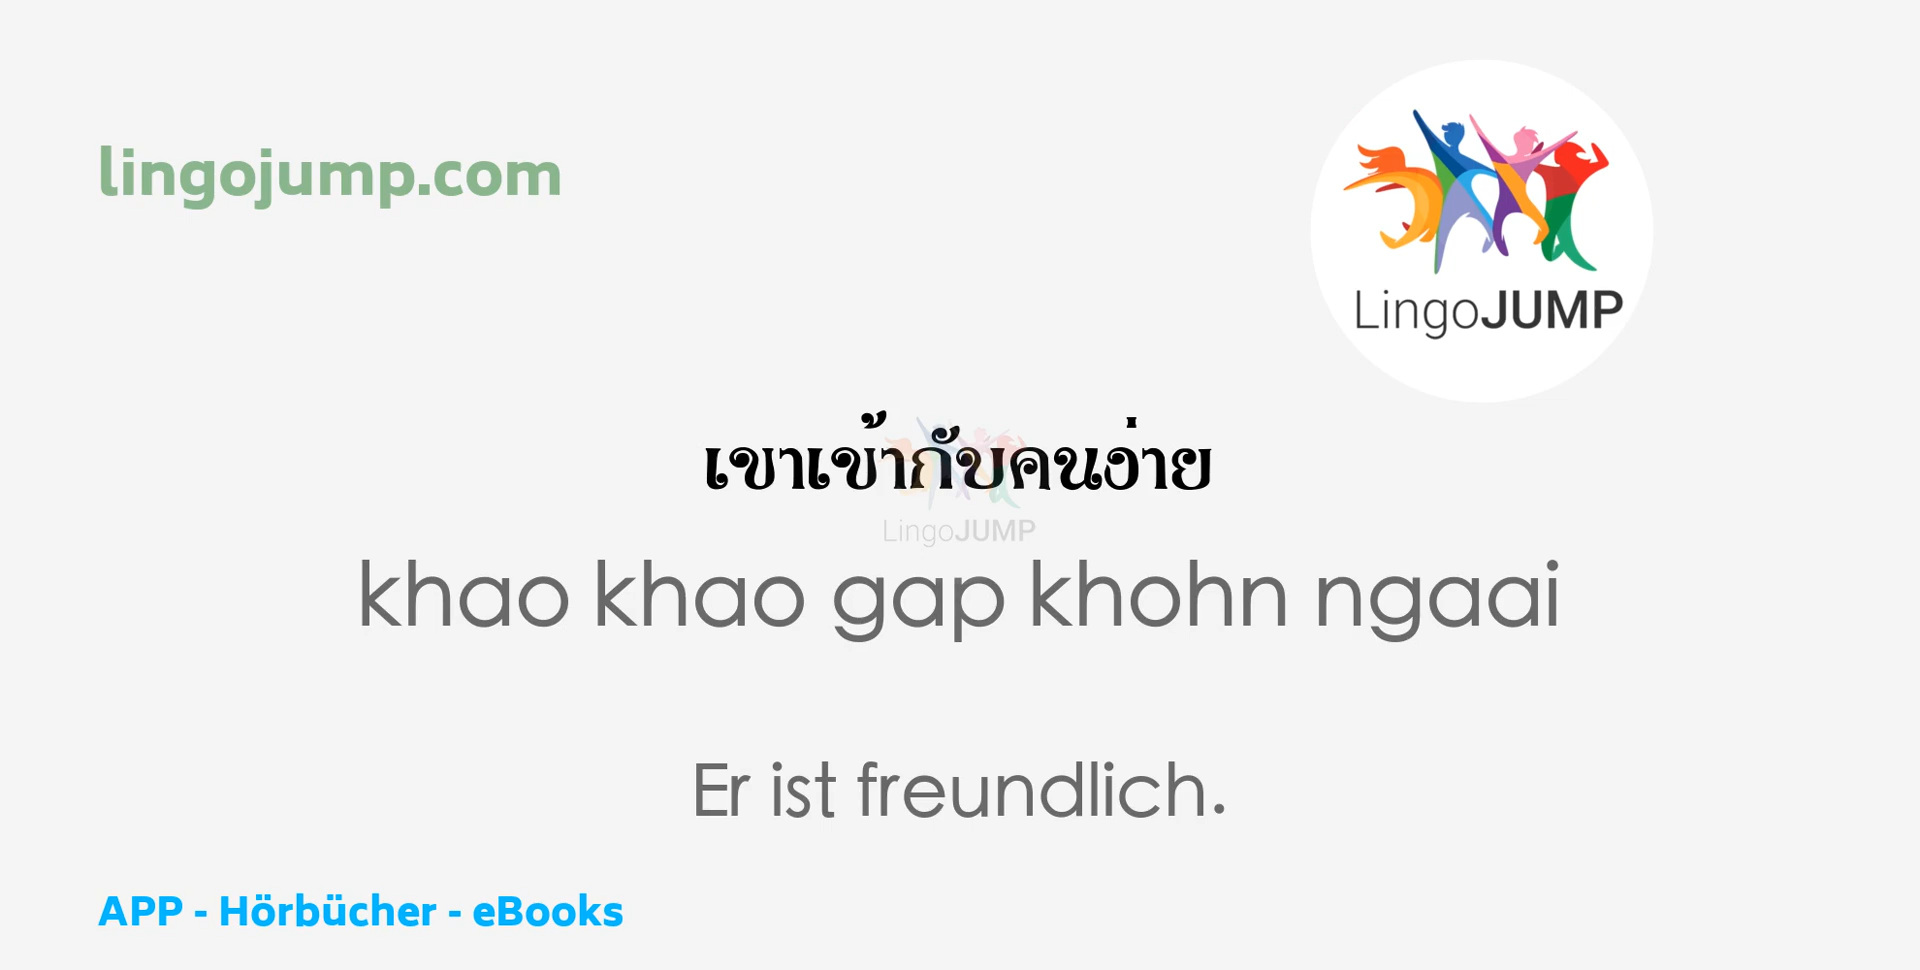 lingojump.com
LingoJUMP
เขาเข้ากับคนง่าย
LingoJUMP
khao khao gap khohn ngaai
Er ist freundlich.
APP - Hörbücher - eBooks